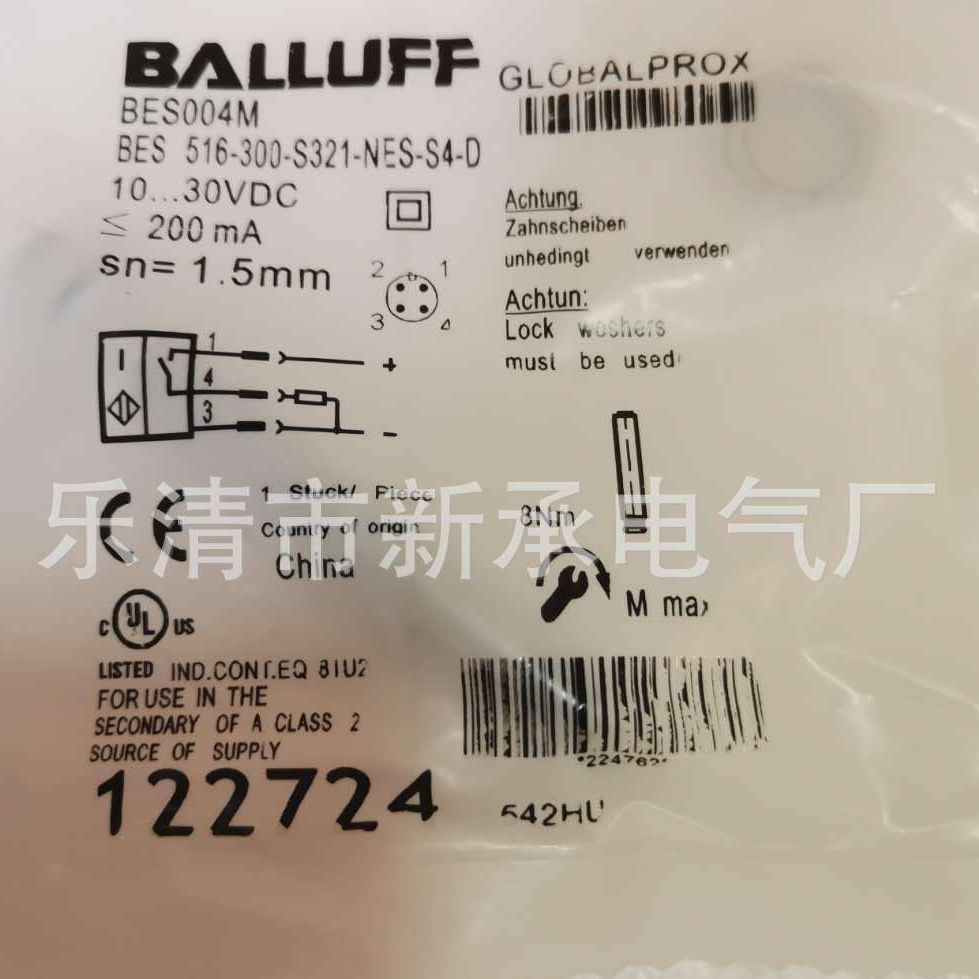 BALLUFF
GLOBALPROX
BES004M
BES 516-300-S321-NES-S4-D
10...30VDC
≤ 200 mA
sn= 1.5mm
2 1
3 4
Achtung.
Zahnscheiben
unhedingt verwenden
Achtun:
Lock woshers
must be used
1
4
3
+
-
乐清市新承电气厂
CE
1 Stuck/ Piece
Country of origin
China
8Nm
M max
C UL US
LISTED IND.CONT.EQ 81U2
FOR USE IN THE
SECONDARY OF A CLASS 2
SOURCE OF SUPPLY
122724
542HU